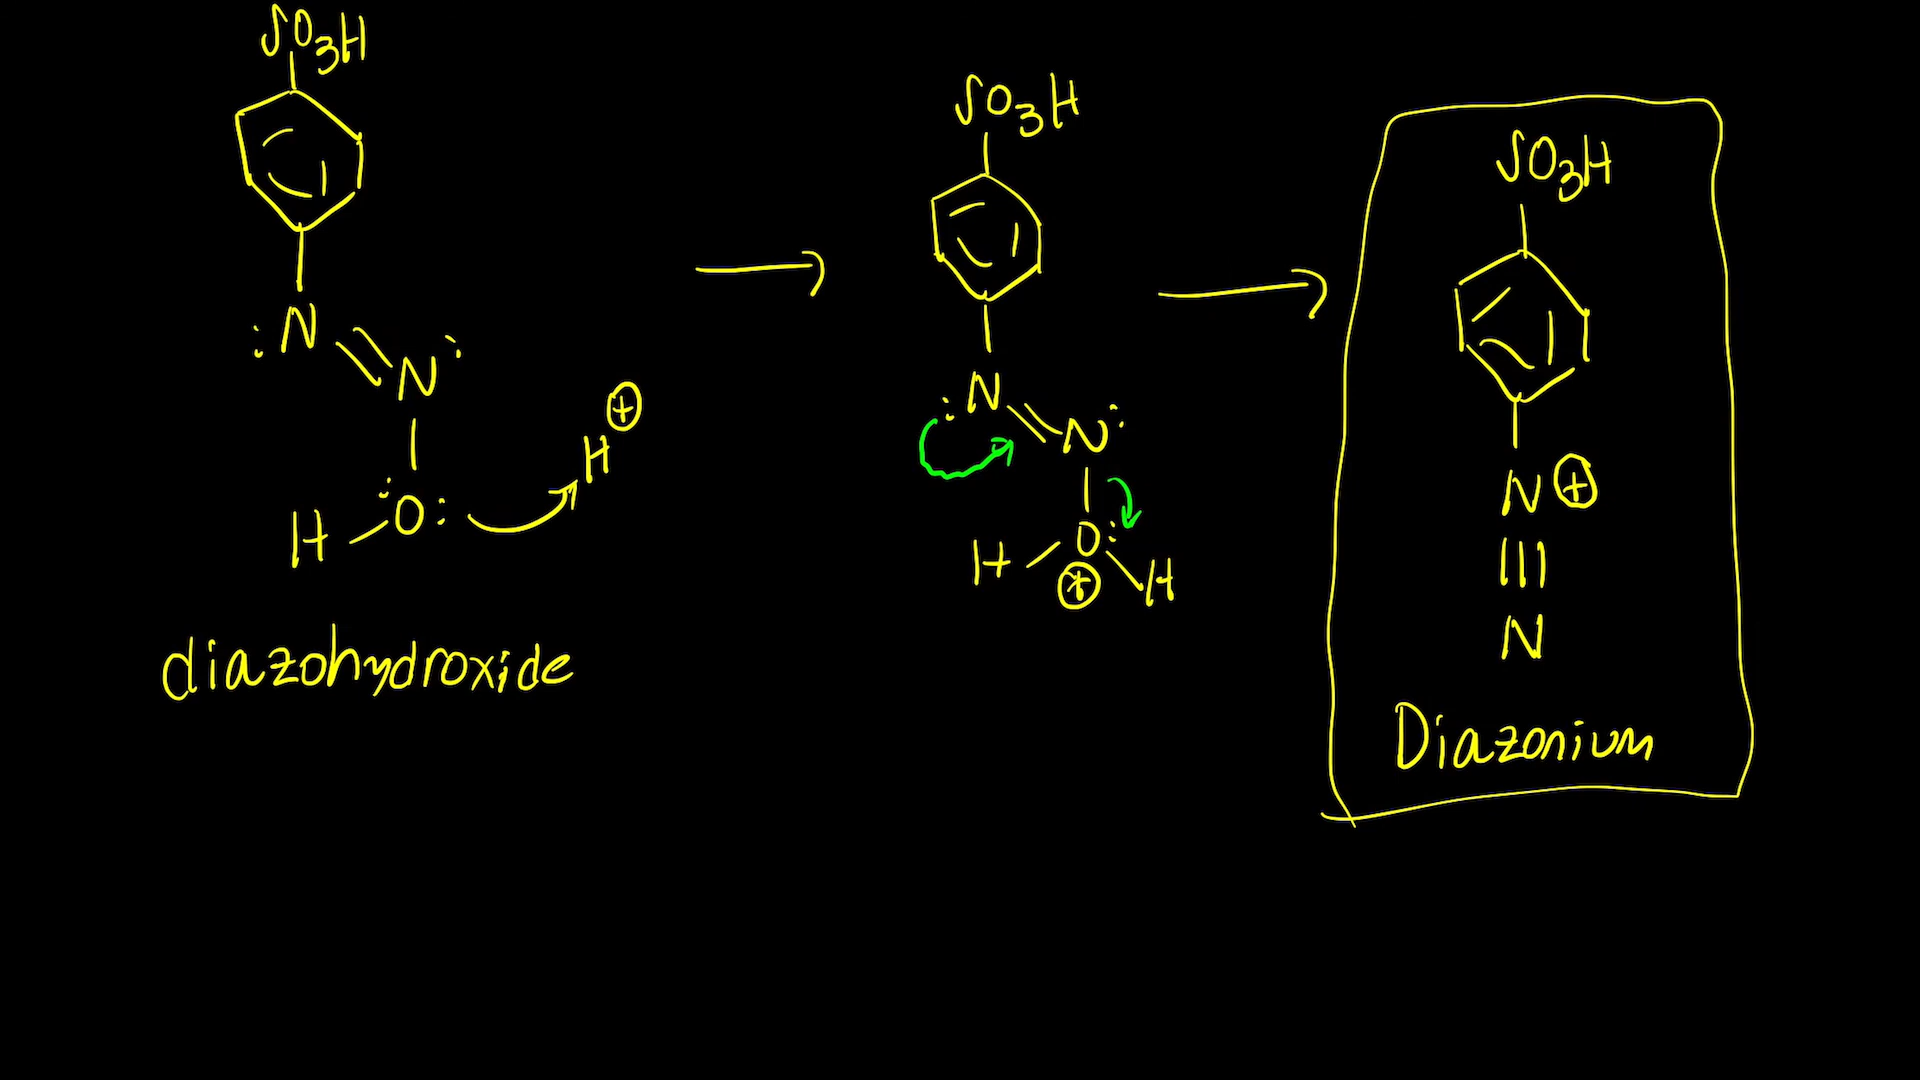 SO3H
SO3H
SO3H
:N
N:
H⊕
H
O:
diazohydroxide
:N
N:
H
O:
⊕
H
N⊕
N
Diazonium